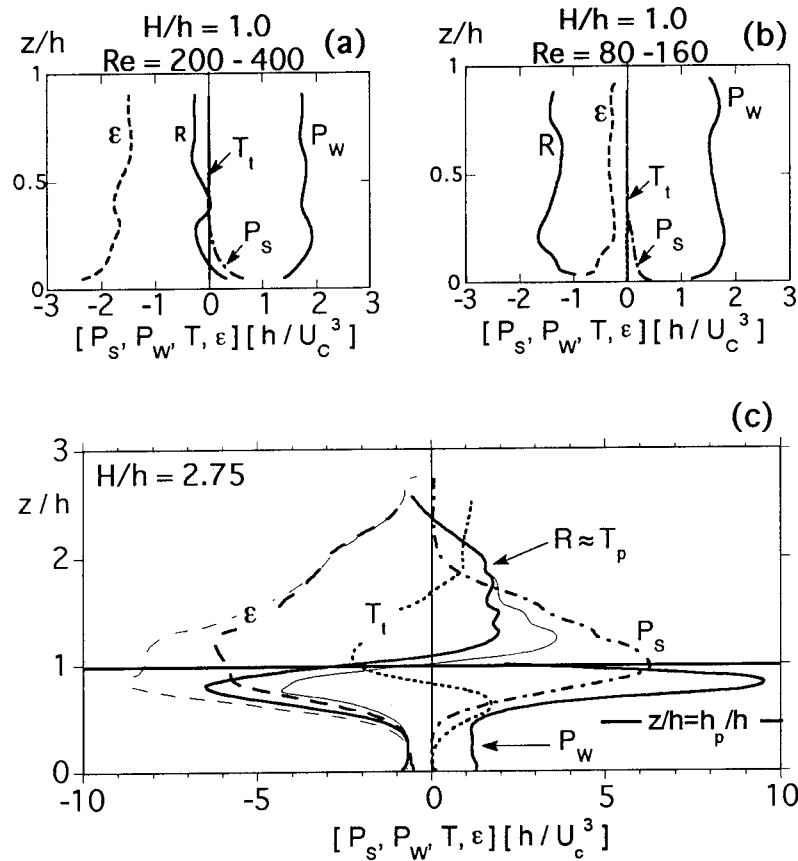 z/h
H/h = 1.0
(a)
Re = 200 - 400
1
0.5
0
ε
R
T_t
P_W
P_S
-3 -2 -1 0 1 2 3
[P_S, P_W, T, ε][h/U_c^3]
z/h
H/h = 1.0
(b)
Re = 80 -160
1
0.5
0
R
ε
P_W
T_t
P_S
-3 -2 -1 0 1 2 3
[P_S, P_W, T, ε][h/U_c^3]
(c)
3
H/h = 2.75
z/h
2
1
0
R≈T_p
ε
T_t
P_S
z/h=h_p/h
P_W
-10 -5 0 5 10
[P_S, P_W, T, ε][h/U_c^3]